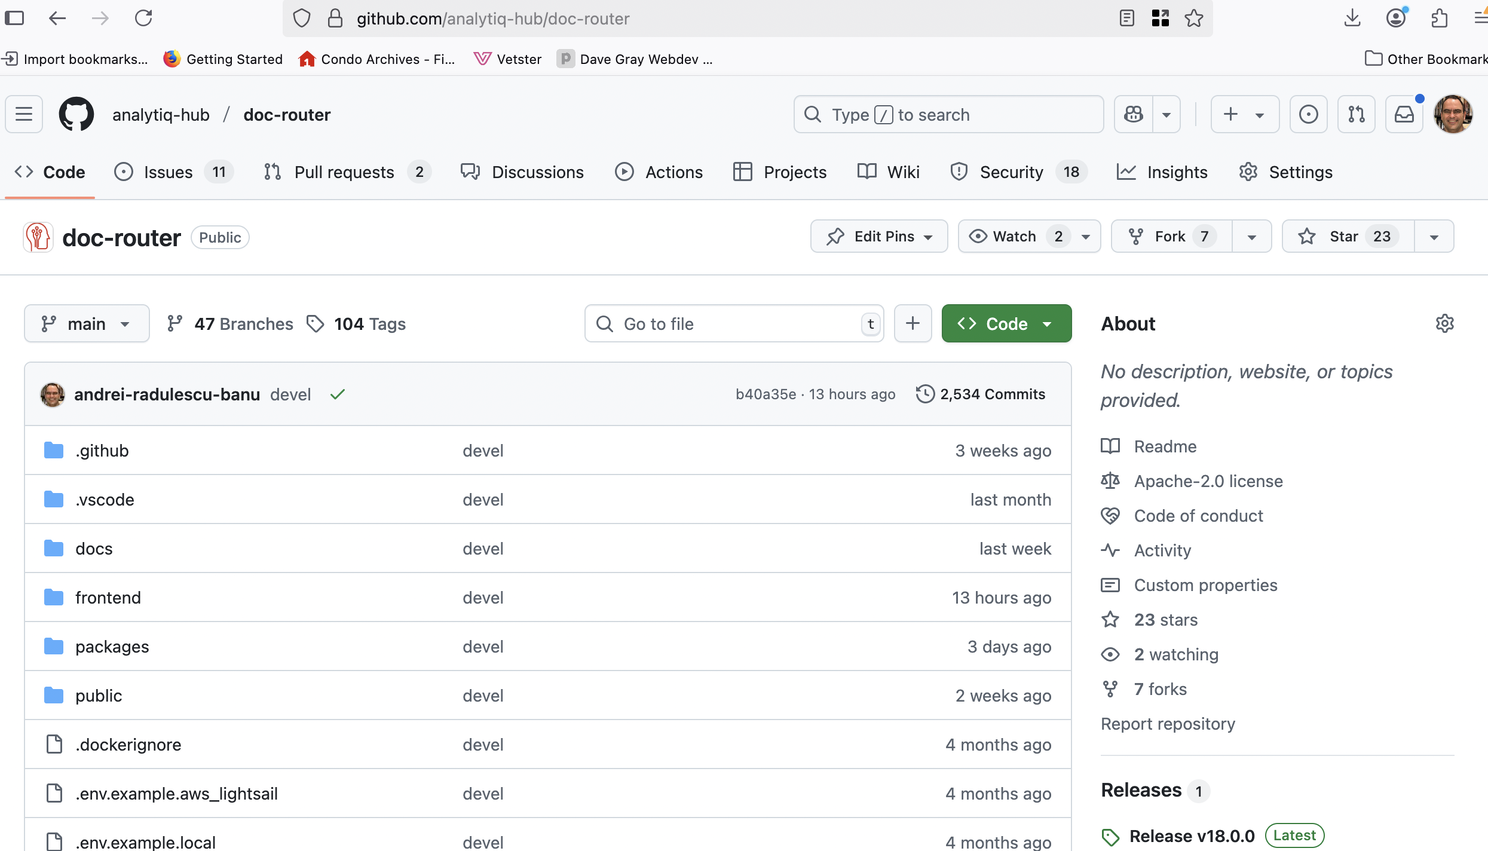 github.com/analytiq-hub/doc-router
Import bookmarks... Getting Started Condo Archives - Fi... Vetster P Dave Gray Webdev ... Other Bookmark
analytiq-hub / doc-router Type / to search
Code Issues 11 Pull requests 2 Discussions Actions Projects Wiki Security 18 Insights Settings
doc-router Public Edit Pins Watch 2 Fork 7 Star 23
main 47 Branches 104 Tags Go to file t Code
andrei-radulescu-banu devel b40a35e · 13 hours ago 2,534 Commits
.github devel 3 weeks ago
.vscode devel last month
docs devel last week
frontend devel 13 hours ago
packages devel 3 days ago
public devel 2 weeks ago
.dockerignore devel 4 months ago
.env.example.aws_lightsail devel 4 months ago
.env.example.local devel 4 months ago
About
No description, website, or topics
provided.
Readme
Apache-2.0 license
Code of conduct
Activity
Custom properties
23 stars
2 watching
7 forks
Report repository
Releases 1
Release v18.0.0 Latest